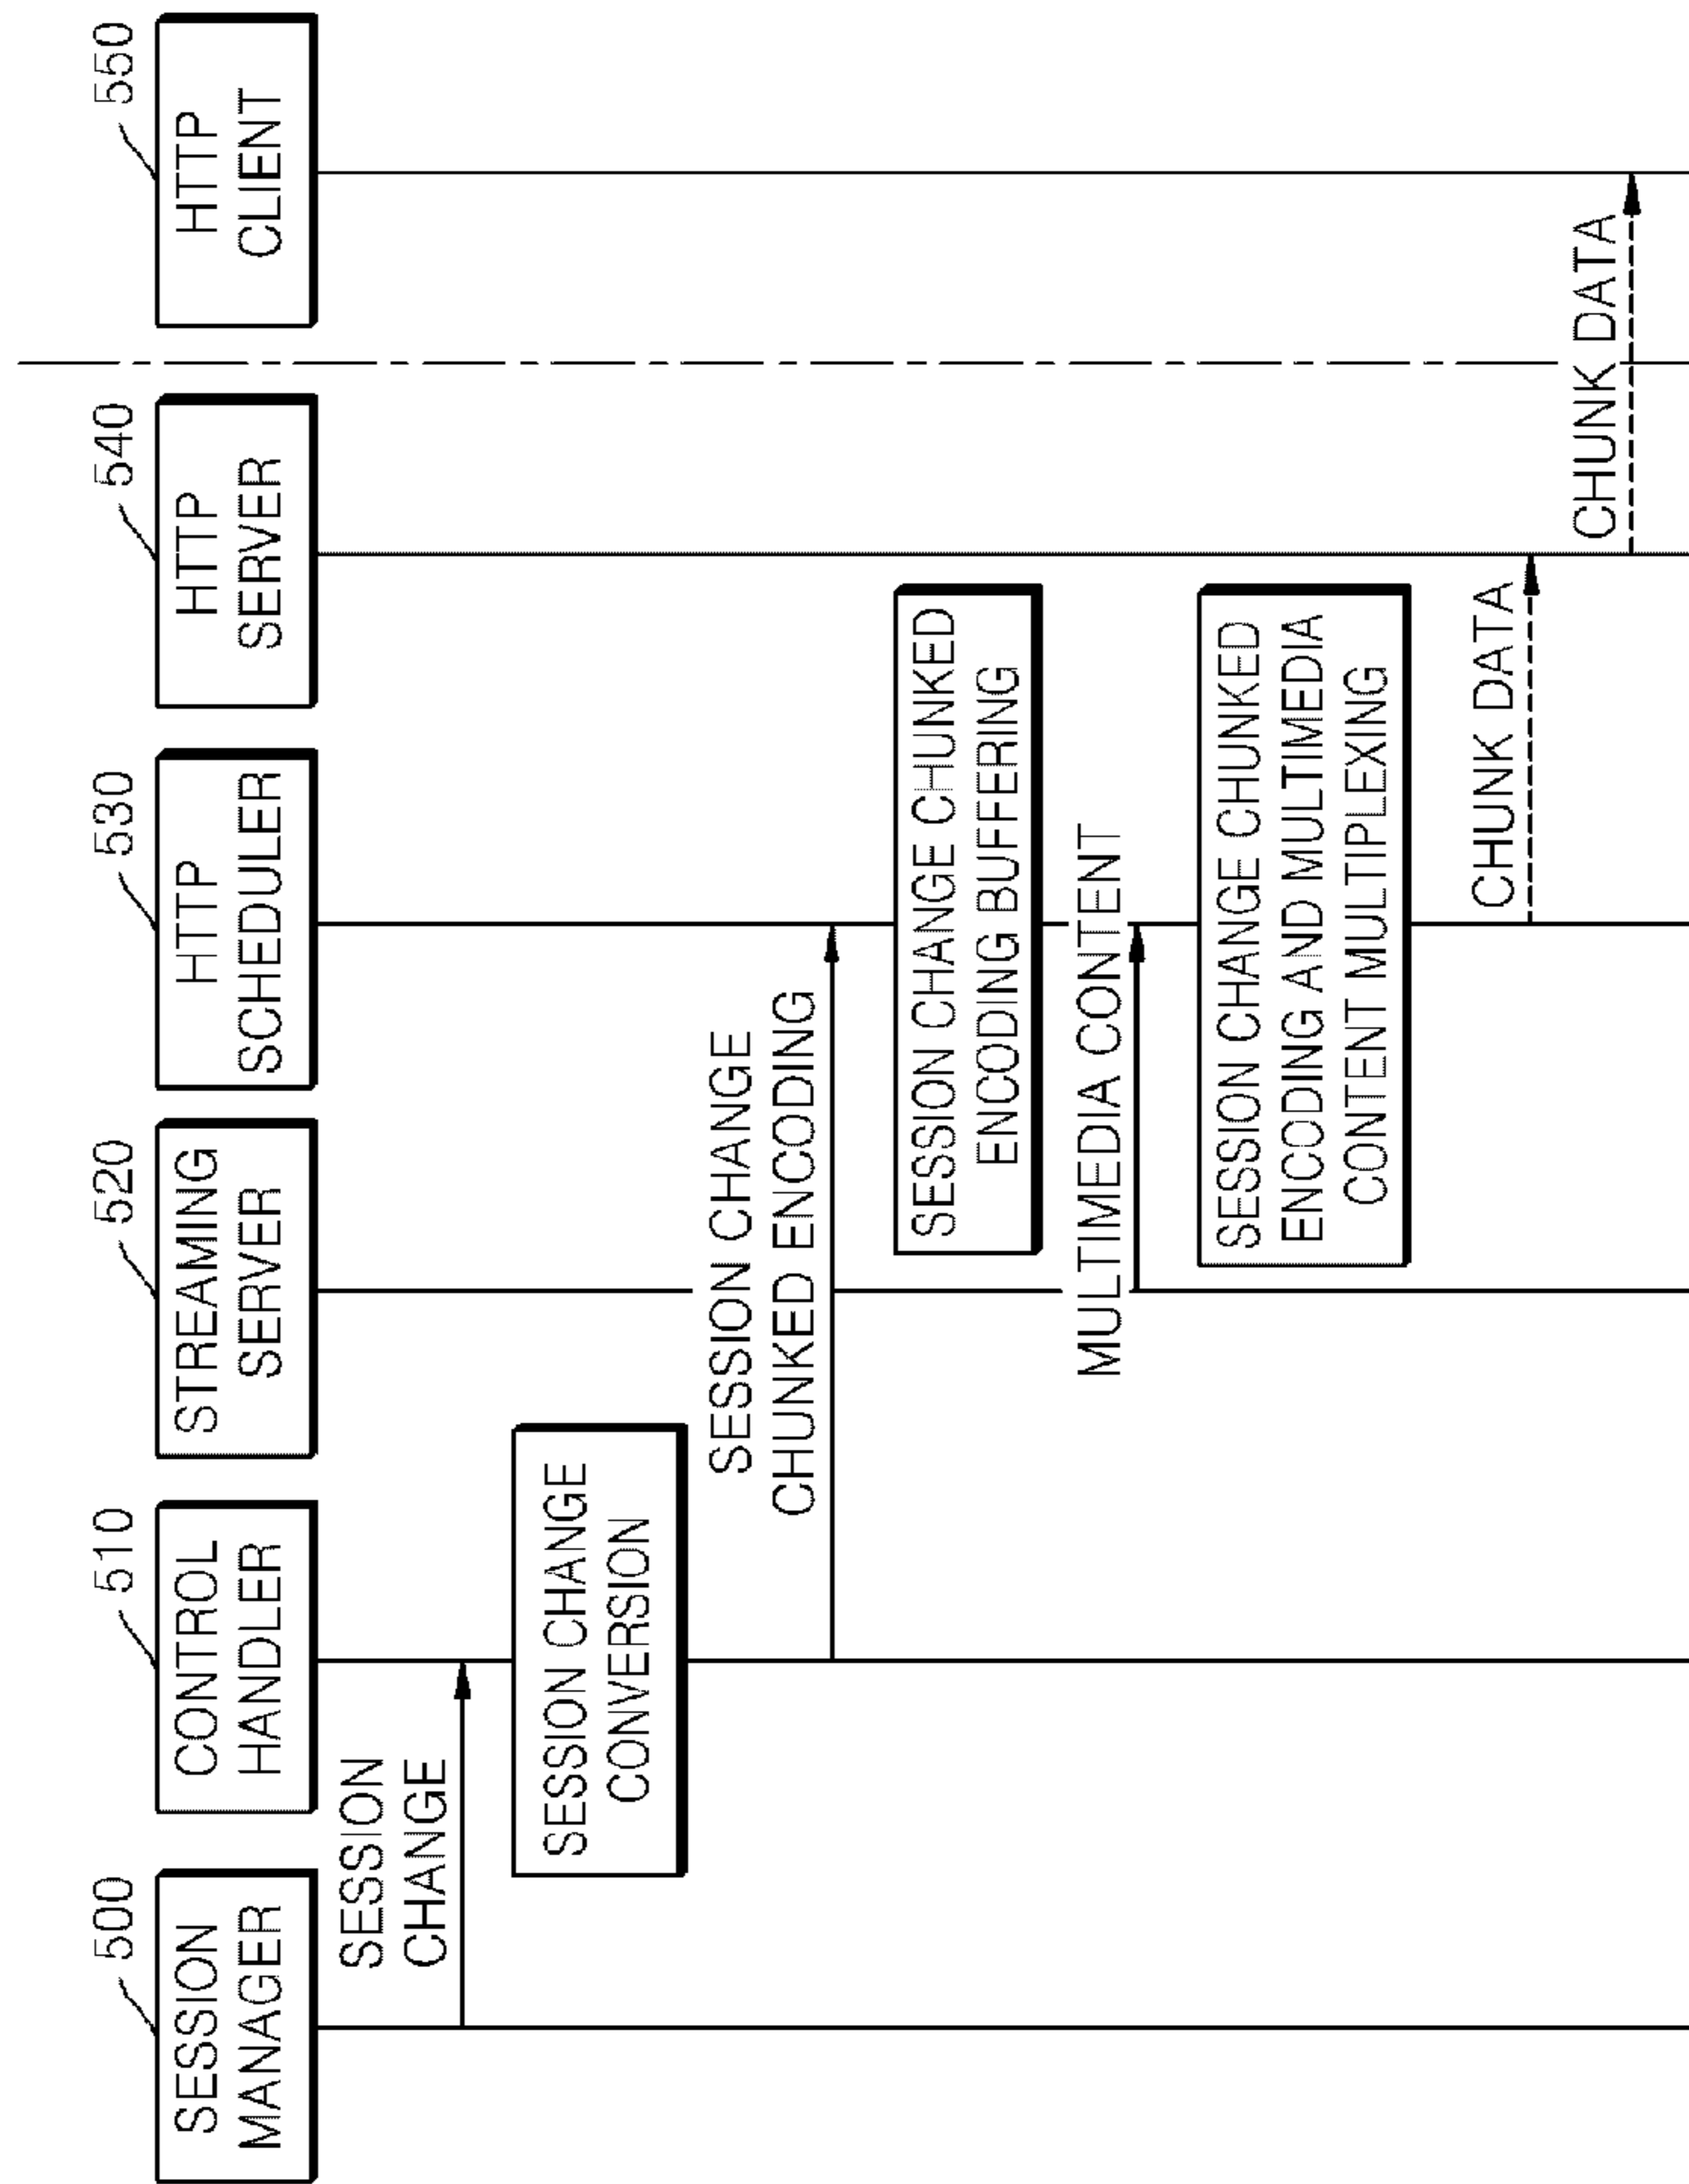 500
510
520
530
540
550
SESSION
MANAGER
CONTROL
HANDLER
STREAMING
SERVER
HTTP
SCHEDULER
HTTP
SERVER
HTTP
CLIENT
SESSION
CHANGE
SESSION CHANGE
CONVERSION
SESSION CHANGE
CHUNKED ENCODING
SESSION CHANGE CHUNKED
ENCODING BUFFERING
MULTIMEDIA CONTENT
SESSION CHANGE CHUNKED
ENCODING AND MULTIMEDIA
CONTENT MULTIPLEXING
CHUNK DATA
CHUNK DATA